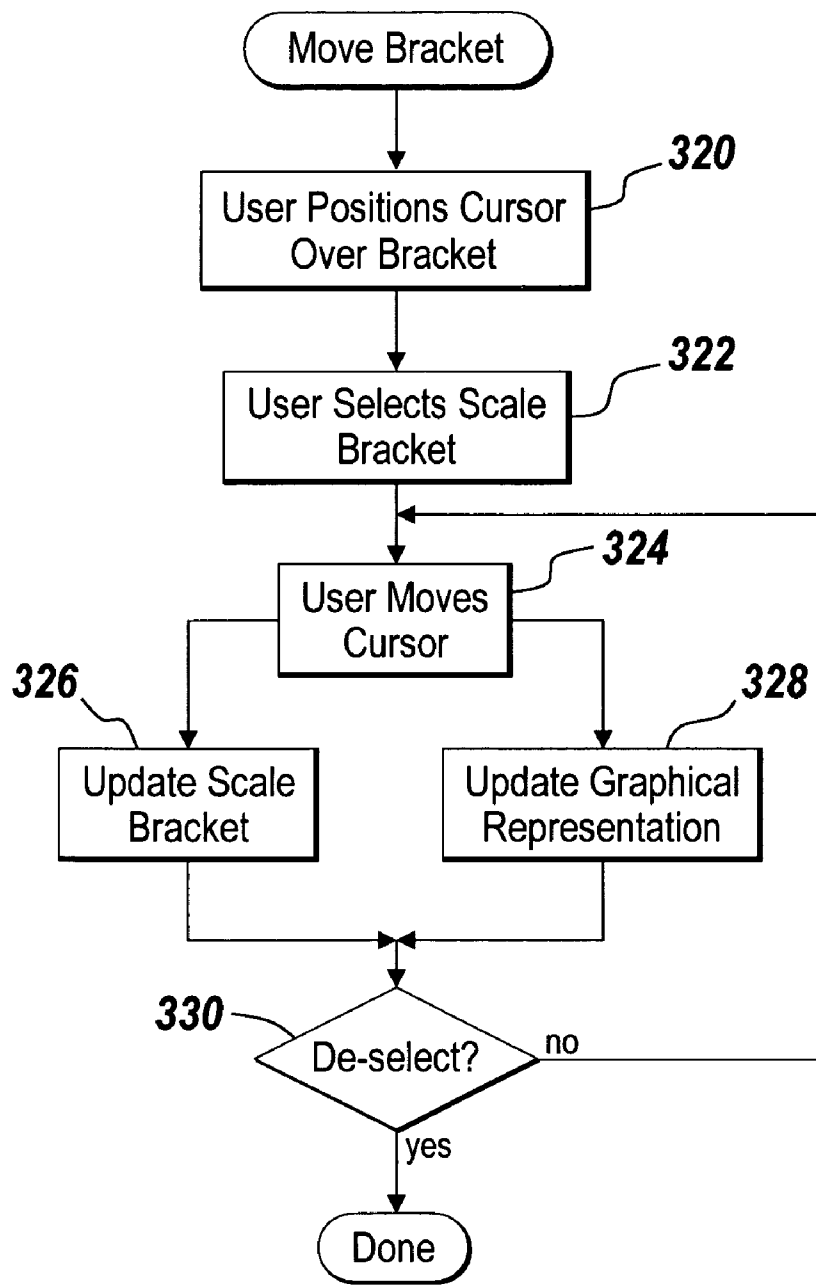 Move Bracket
320
User Positions Cursor
Over Bracket
322
User Selects Scale
Bracket
324
User Moves
Cursor
326
328
Update Scale
Bracket
Update Graphical
Representation
330
De-select?
no
yes
Done